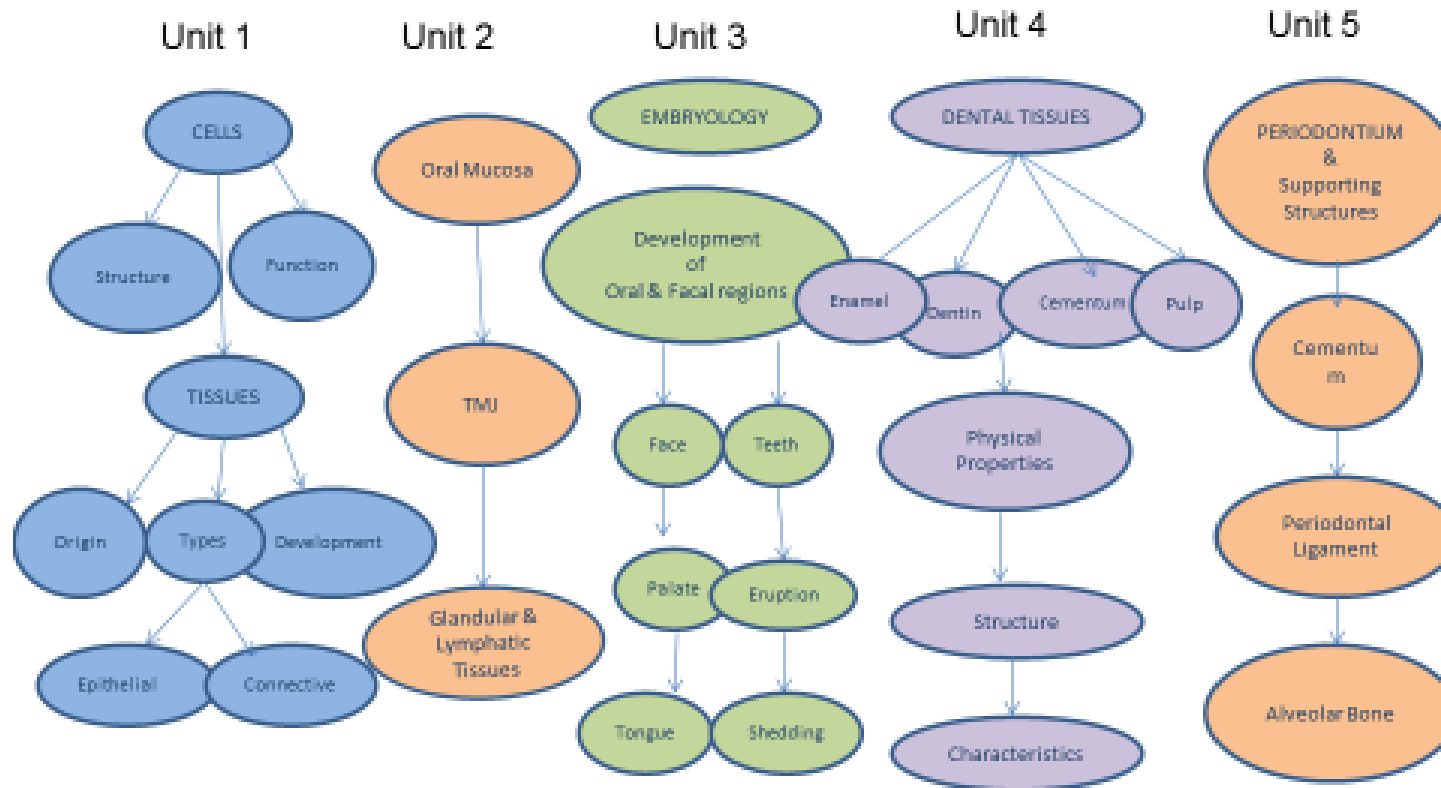 Unit 1
Unit 2
Unit 3
Unit 4
Unit 5
CELLS
Structure
Function
TISSUES
Origin
Types
Development
Epithelial
Connective
Oral Mucosa
TMJ
Glandular &
Lymphatic
Tissues
EMBRYOLOGY
Development
of
Oral & Facal regions
Face
Teeth
Palate
Eruption
Tongue
Shedding
DENTAL TISSUES
Enamel
Dentin
Cementum
Pulp
Physical
Properties
Structure
Characteristics
PERIODONTIUM
&
Supporting
Structures
Cementu
m
Periodontal
Ligament
Alveolar Bone